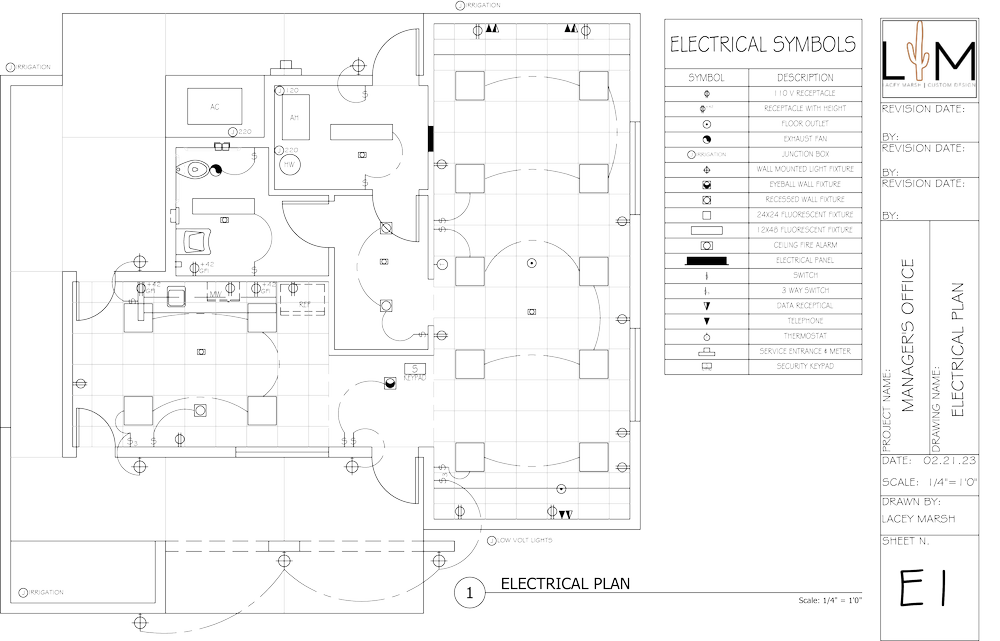 J IRRIGATION
J IRRIGATION
AC
J 220
120
AH
220
HW
+42
GFI
+42
GFI
MW
+42
GFI
REF
S
KEYPAD
J LOW VOLT LIGHTS
J IRRIGATION
1
ELECTRICAL PLAN
Scale: 1/4" = 1'0"
ELECTRICAL SYMBOLS
SYMBOL DESCRIPTION
110 V RECEPTACLE
RECEPTACLE WITH HEIGHT
FLOOR OUTLET
EXHAUST FAN
J IRRIGATION JUNCTION BOX
WALL MOUNTED LIGHT FIXTURE
EYEBALL WALL FIXTURE
RECESSED WALL FIXTURE
24X24 FLUORESCENT FIXTURE
12X48 FLUORESCENT FIXTURE
CEILING FIRE ALARM
ELECTRICAL PANEL
SWITCH
3 WAY SWITCH
DATA RECEPTICAL
TELEPHONE
THERMOSTAT
SERVICE ENTRANCE & METER
SECURITY KEYPAD
L M
LACEY MARSH | CUSTOM DESIGN
REVISION DATE:
BY:
REVISION DATE:
BY:
REVISION DATE:
BY:
PROJECT NAME:
MANAGER'S OFFICE
DRAWING NAME:
ELECTRICAL PLAN
DATE: 02.21.23
SCALE: 1/4"=1'0"
DRAWN BY:
LACEY MARSH
SHEET N.
E1